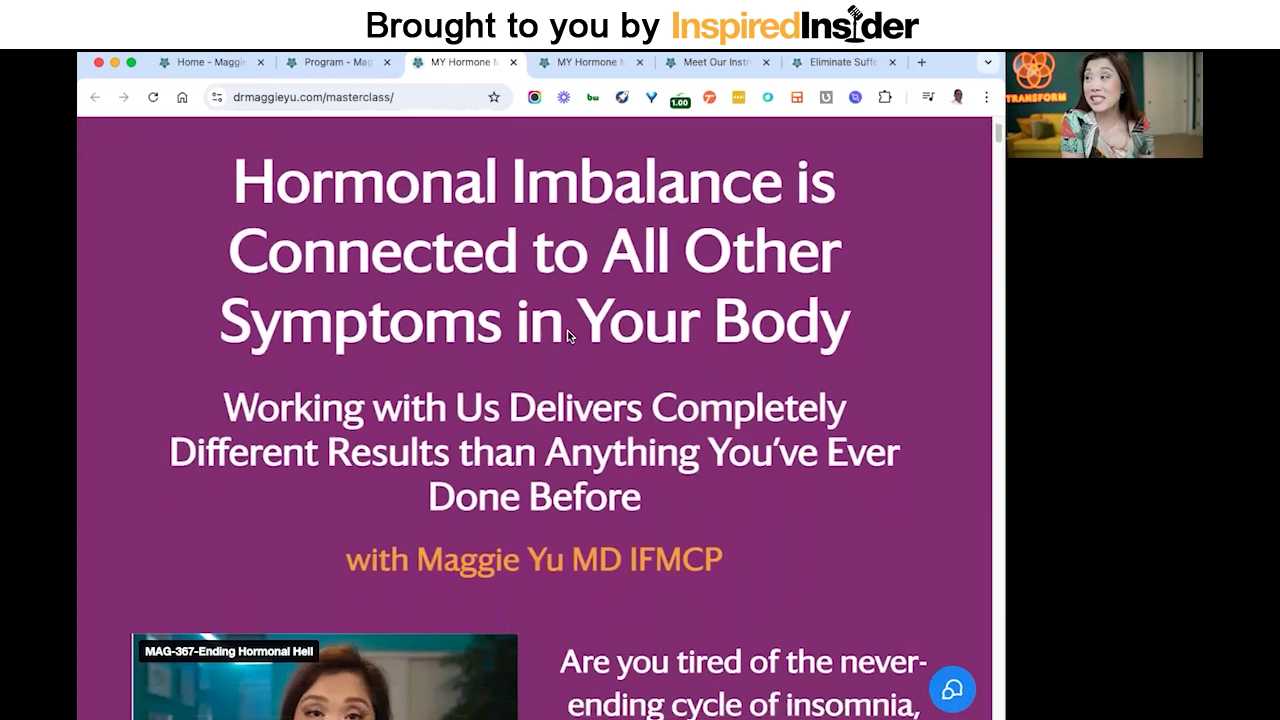 Brought to you by InspiredInsider
Home - Maggie
Program - Mag
MY Hormone M
MY Hormone M
Meet Our Instr
Eliminate Suffe
drmaggieyu.com/masterclass/
1.00
TRANSFORM
Hormonal Imbalance is
Connected to All Other
Symptoms in Your Body
Working with Us Delivers Completely
Different Results than Anything You've Ever
Done Before
with Maggie Yu MD IFMCP
MAG-367-Ending Hormonal Hell
Are you tired of the never-
ending cycle of insomnia,